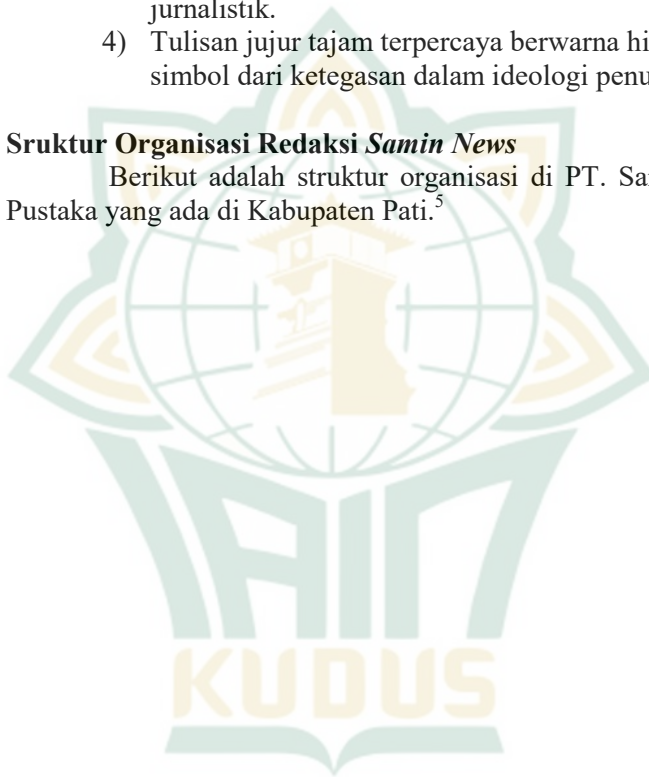 jurnalistik.
4) Tulisan jujur tajam terpercaya berwarna hi
simbol dari ketegasan dalam ideologi penu
Sruktur Organisasi Redaksi Samin News
Berikut adalah struktur organisasi di PT. Sa
Pustaka yang ada di Kabupaten Pati.5
IAIN
KUDUS